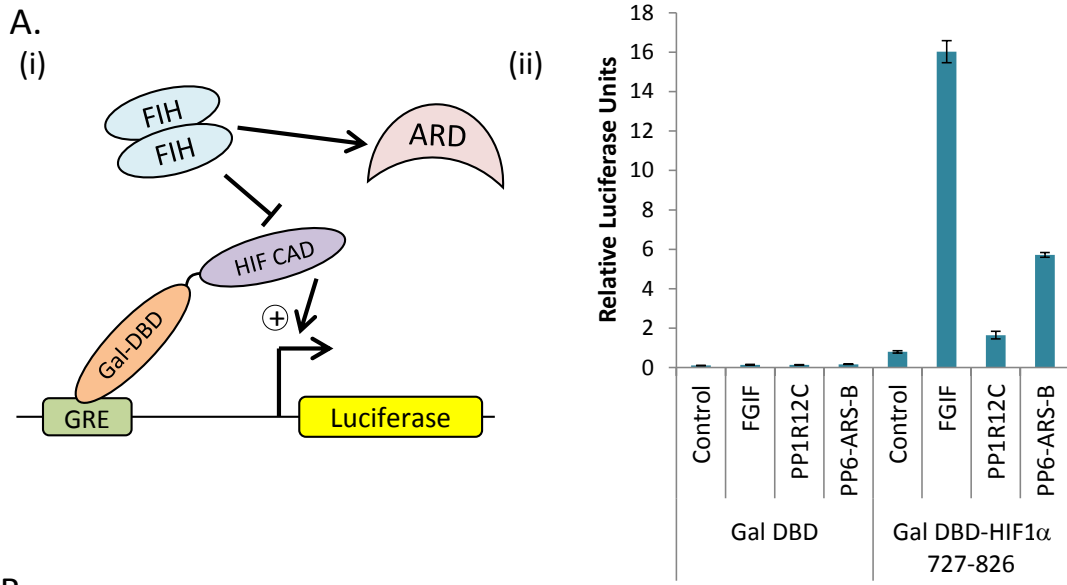 A.
(i)
FIH
FIH
ARD
HIF CAD
+
Gal-DBD
GRE
Luciferase
(ii)
Relative Luciferase Units
18
16
14
12
10
8
6
4
2
0
Control
FGIF
PP1R12C
PP6-ARS-B
Control
FGIF
PP1R12C
PP6-ARS-B
Gal DBD
Gal DBD-HIF1α
727-826